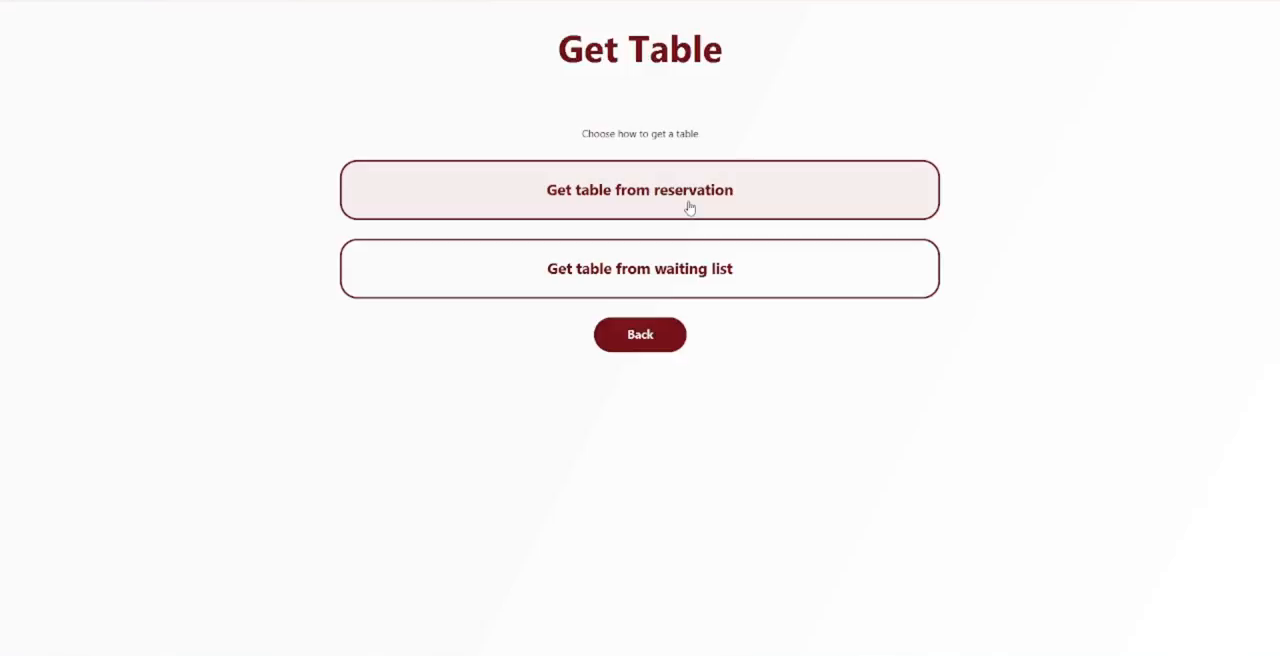 Get Table
Choose how to get a table
Get table from reservation
Get table from waiting list
Back